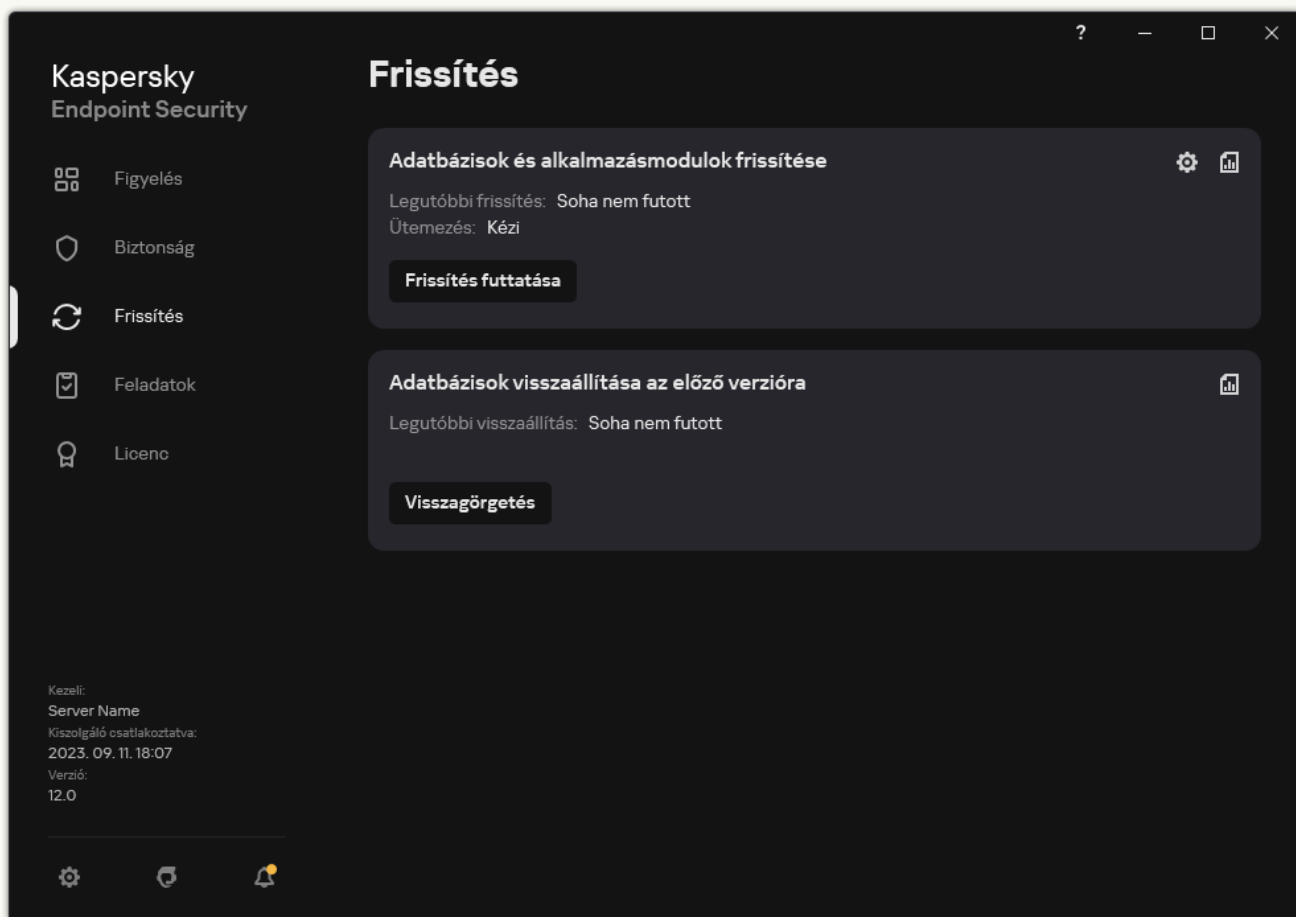 ?
Kaspersky
Endpoint Security
Figyelés
Biztonság
Frissítés
Feladatok
Licenc
Kezeli:
Server Name
Kiszolgáló csatlakoztatva:
2023. 09. 11. 18:07
Verzió:
12.0
Frissítés
Adatbázisok és alkalmazásmodulok frissítése
Legutóbbi frissítés: Soha nem futott
Ütemezés: Kézi
Frissítés futtatása
Adatbázisok visszaállítása az előző verzióra
Legutóbbi visszaállítás: Soha nem futott
Visszagörgetés